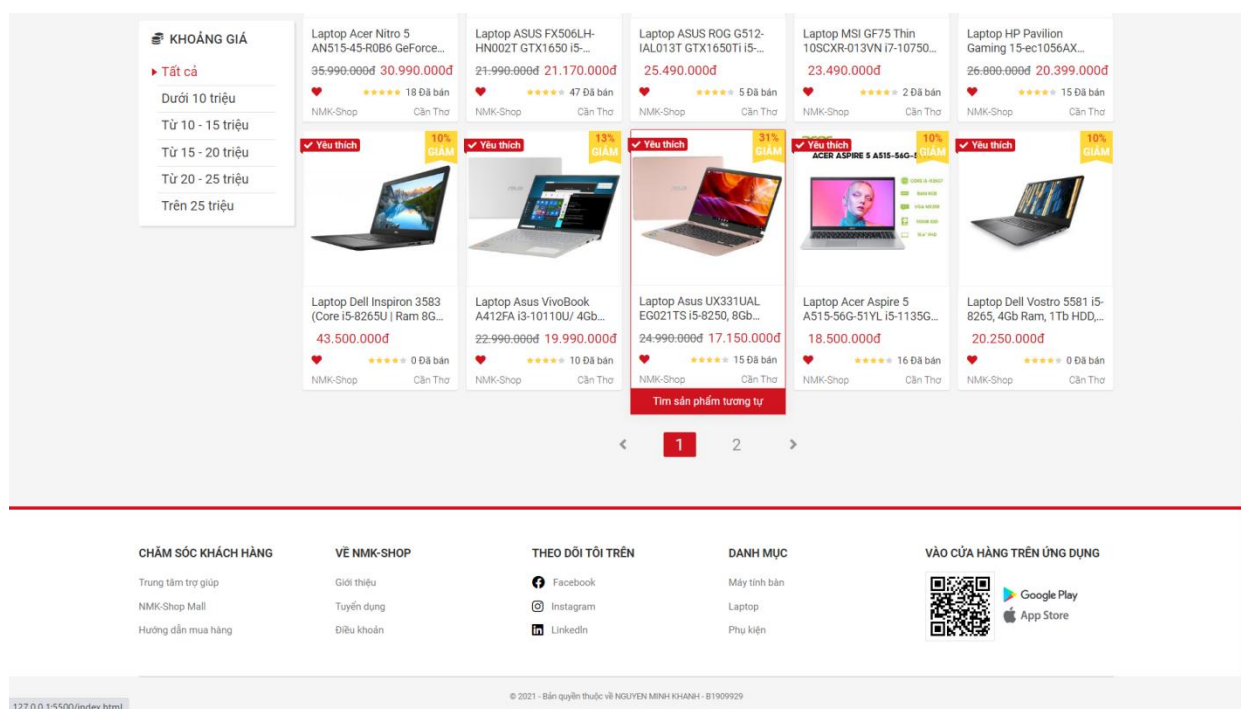 KHOẢNG GIÁ
Tất cả
Dưới 10 triệu
Từ 10 - 15 triệu
Từ 15 - 20 triệu
Từ 20 - 25 triệu
Trên 25 triệu
Laptop Acer Nitro 5
AN515-45-R0B6 GeForce...
35.990.000đ 30.990.000đ
18 Đã bán
NMK-Shop Cần Thơ
Laptop ASUS FX506LH-
HN002T GTX1650 i5-...
21.990.000đ 21.170.000đ
47 Đã bán
NMK-Shop Cần Thơ
Laptop ASUS ROG G512-
IAL013T GTX1650Ti i5-...
25.490.000đ
5 Đã bán
NMK-Shop Cần Thơ
Laptop MSI GF75 Thin
10SCXR-013VN i7-10750...
23.490.000đ
2 Đã bán
NMK-Shop Cần Thơ
Laptop HP Pavilion
Gaming 15-ec1056AX...
26.800.000đ 20.399.000đ
15 Đã bán
NMK-Shop Cần Thơ
Yêu thích
10%
GIẢM
Laptop Dell Inspiron 3583
(Core i5-8265U | Ram 8G...
43.500.000đ
0 Đã bán
NMK-Shop Cần Thơ
Yêu thích
13%
GIẢM
Laptop Asus VivoBook
A412FA i3-10110U/ 4Gb...
22.990.000đ 19.990.000đ
10 Đã bán
NMK-Shop Cần Thơ
Yêu thích
31%
GIẢM
Laptop Asus UX331UAL
EG021TS i5-8250, 8Gb...
24.990.000đ 17.150.000đ
15 Đã bán
NMK-Shop Cần Thơ
Tìm sản phẩm tương tự
Yêu thích
10%
GIẢM
ACER ASPIRE 5 A515-56G-
Laptop Acer Aspire 5
A515-56G-51YL i5-1135G...
18.500.000đ
16 Đã bán
NMK-Shop Cần Thơ
Yêu thích
10%
GIẢM
Laptop Dell Vostro 5581 i5-
8265, 4Gb Ram, 1Tb HDD,...
20.250.000đ
0 Đã bán
NMK-Shop Cần Thơ
1 2
CHĂM SÓC KHÁCH HÀNG
Trung tâm trợ giúp
NMK-Shop Mall
Hướng dẫn mua hàng
VỀ NMK-SHOP
Giới thiệu
Tuyển dụng
Điều khoản
THEO DÕI TÔI TRÊN
Facebook
Instagram
LinkedIn
DANH MỤC
Máy tính bàn
Laptop
Phụ kiện
VÀO CỬA HÀNG TRÊN ỨNG DỤNG
Google Play
App Store
© 2021 - Bản quyền thuộc về NGUYEN MINH KHANH - B1909929
127.0.0.1:5500/index.html